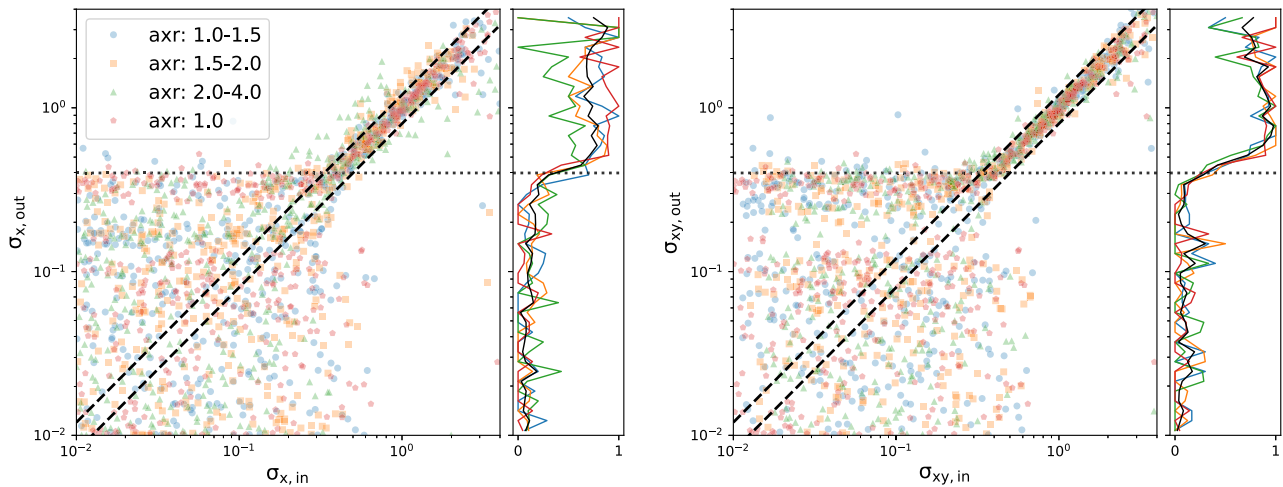 axr: 1.0-1.5
axr: 1.5-2.0
axr: 2.0-4.0
axr: 1.0
10⁰
10⁻¹
10⁻²
σx, out
10⁻²
10⁻¹
10⁰
0
1
σx, in
10⁰
10⁻¹
10⁻²
σxy, out
10⁻²
10⁻¹
10⁰
0
1
σxy, in